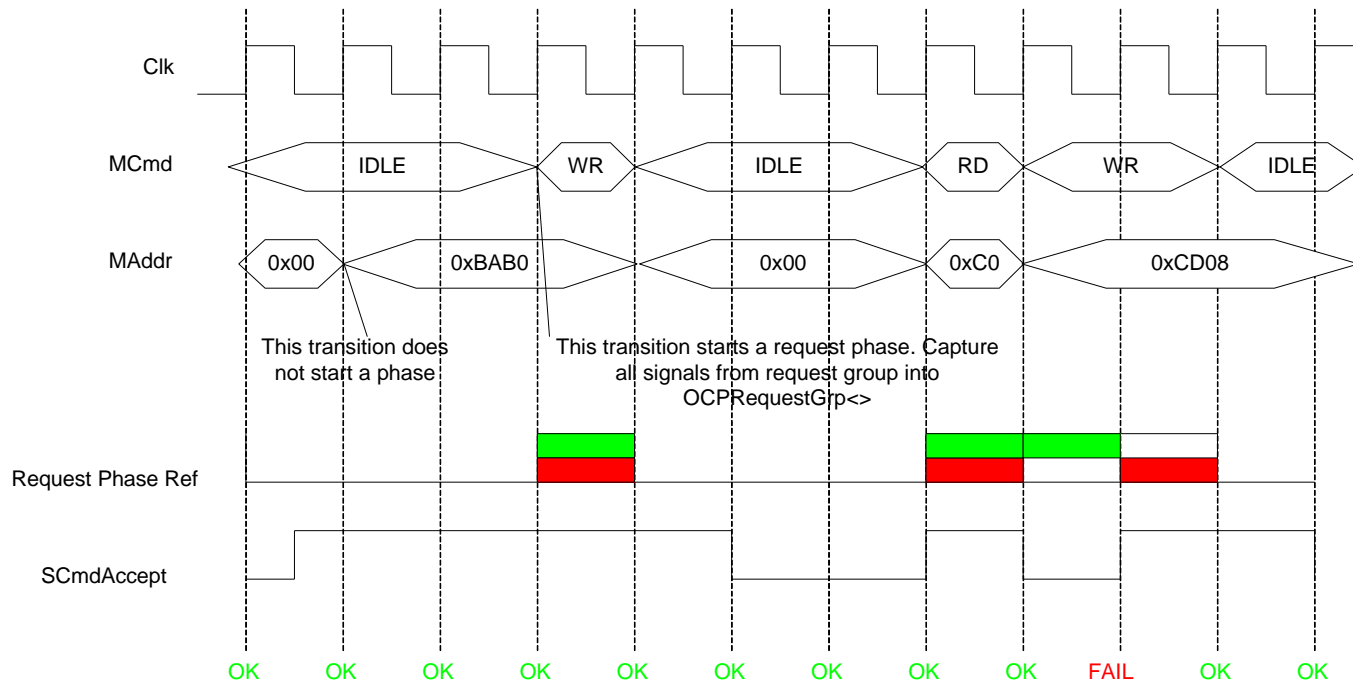 Clk
MCmd
IDLE
WR
IDLE
RD
WR
IDLE
MAddr
0x00
0xBAB0
0x00
0xC0
0xCD08
This transition does
not start a phase
This transition starts a request phase. Capture
all signals from request group into
OCPRequestGrp<>
Request Phase Ref
SCmdAccept
OK OK OK OK OK OK OK OK OK FAIL OK OK